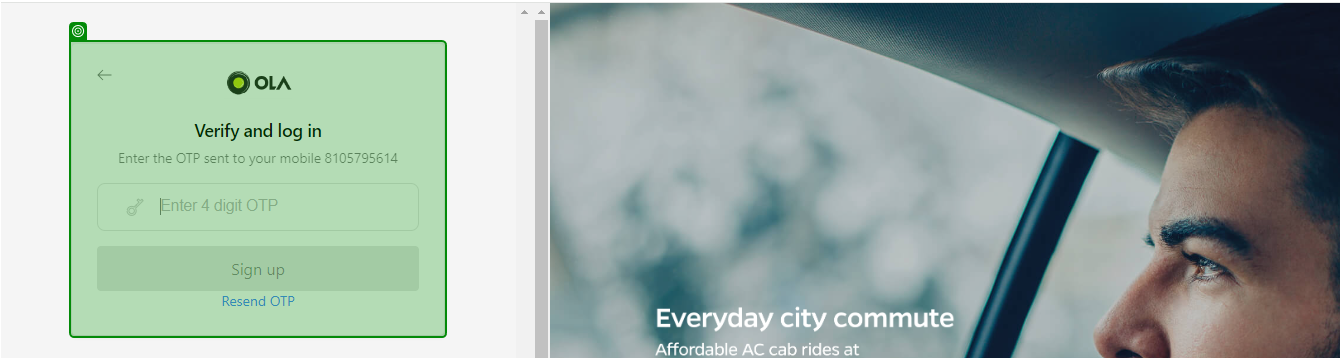 OLA
Verify and log in
Enter the OTP sent to your mobile 8105795614
Enter 4 digit OTP
Sign up
Resend OTP
Everyday city commute
Affordable AC cab rides at